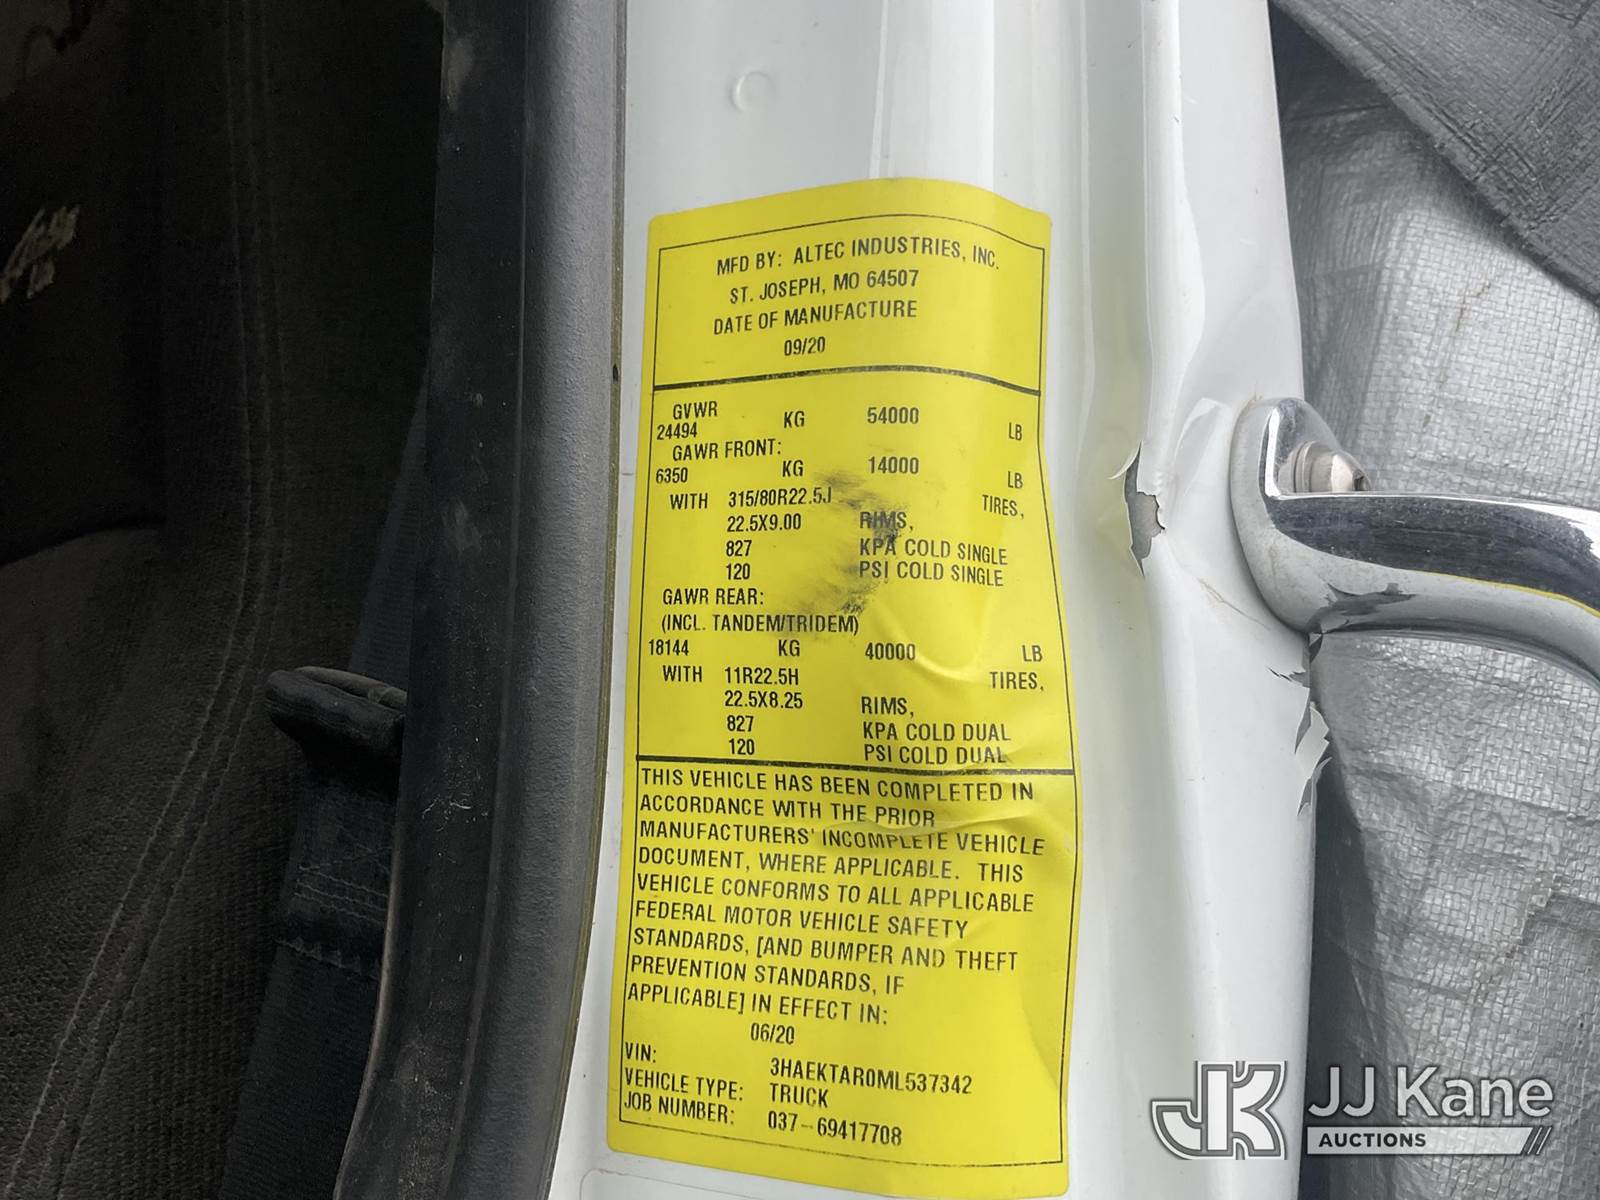 MFD BY: ALTEC INDUSTRIES, INC.
ST. JOSEPH, MO 64507
DATE OF MANUFACTURE
09/20
GVWR
24494 KG 54000 LB
GAWR FRONT:
6350 KG 14000 LB
WITH 315/80R22.5J TIRES,
22.5X9.00 RIMS,
827 KPA COLD SINGLE
120 PSI COLD SINGLE
GAWR REAR:
(INCL. TANDEM/TRIDEM)
18144 KG 40000 LB
WITH 11R22.5H TIRES,
22.5X8.25 RIMS,
827 KPA COLD DUAL
120 PSI COLD DUAL
THIS VEHICLE HAS BEEN COMPLETED IN
ACCORDANCE WITH THE PRIOR
MANUFACTURERS' INCOMPLETE VEHICLE
DOCUMENT, WHERE APPLICABLE. THIS
VEHICLE CONFORMS TO ALL APPLICABLE
FEDERAL MOTOR VEHICLE SAFETY
STANDARDS, [AND BUMPER AND THEFT
PREVENTION STANDARDS, IF
APPLICABLE] IN EFFECT IN:
06/20
VIN: 3HAEKTAR0ML537342
VEHICLE TYPE: TRUCK
JOB NUMBER: 037-69417708
JK JJ Kane
AUCTIONS